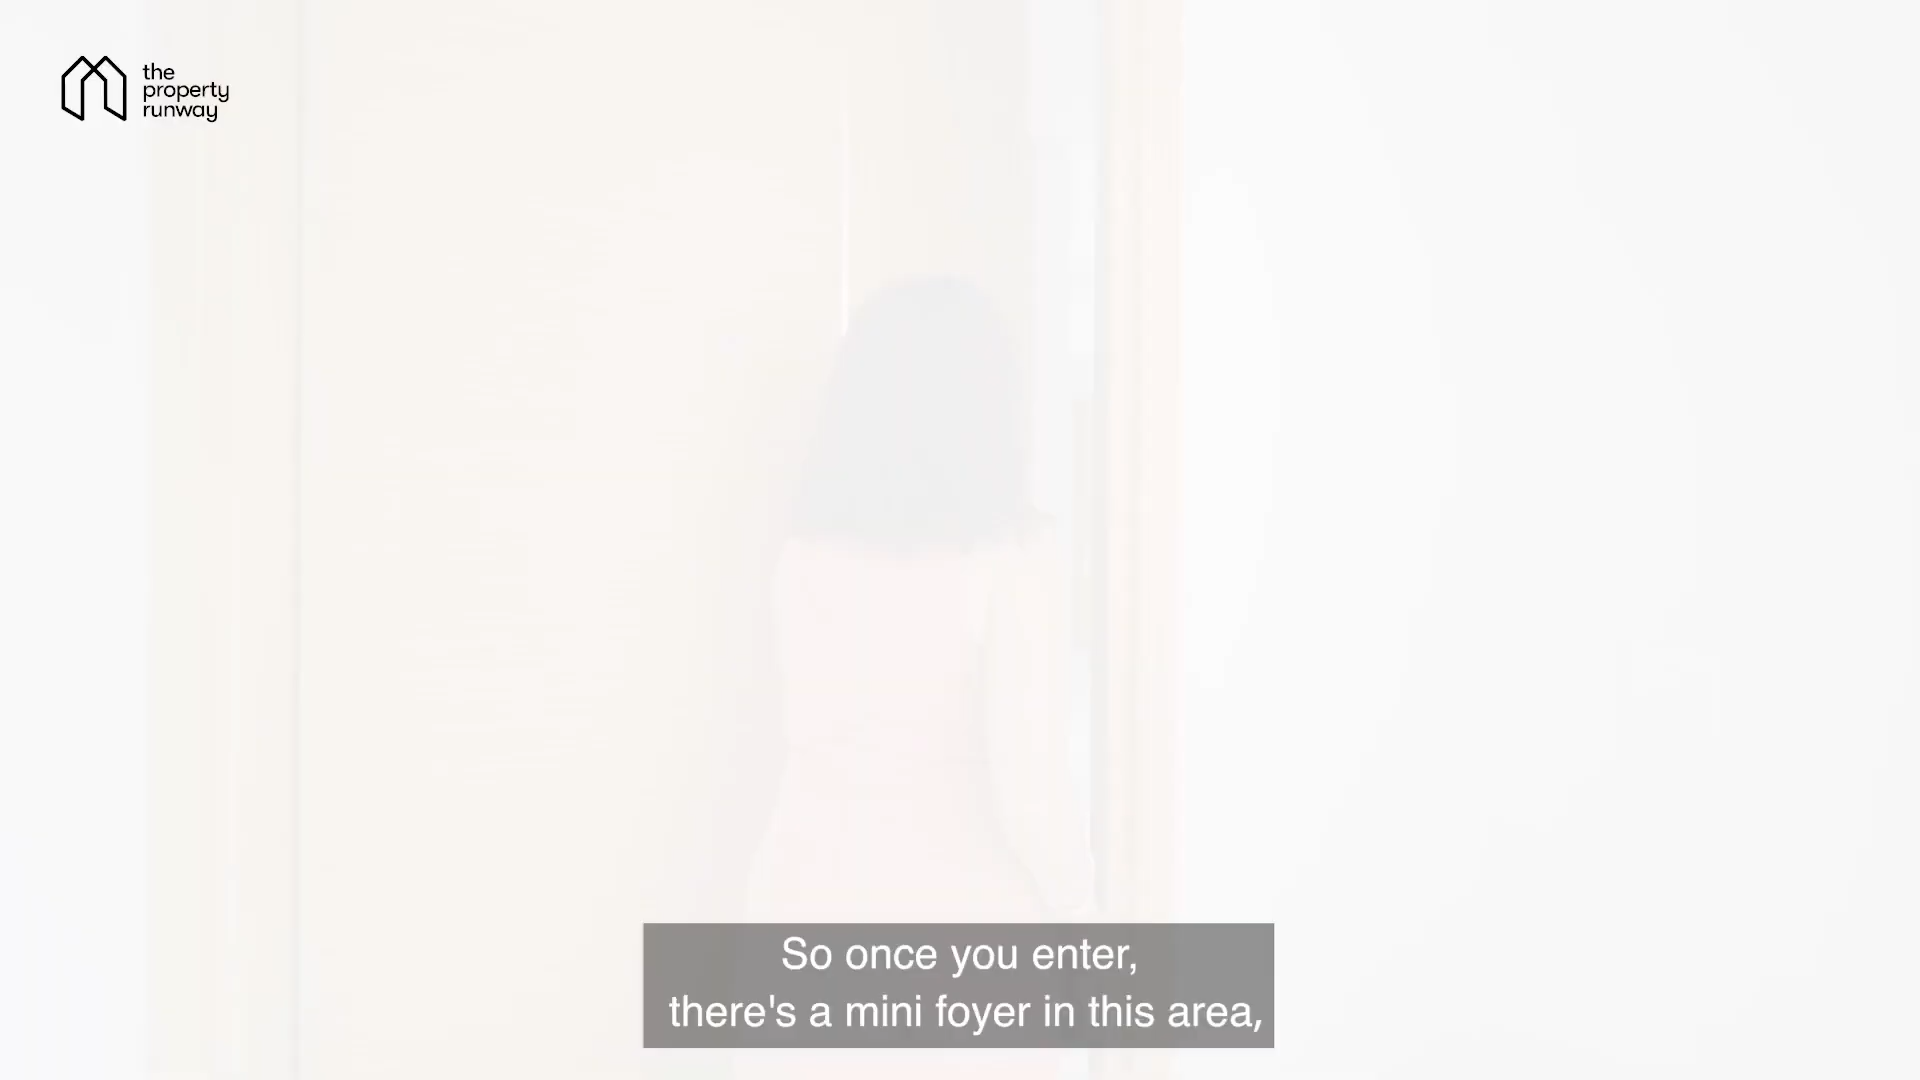 the
property
runway
So once you enter,
there's a mini foyer in this area,